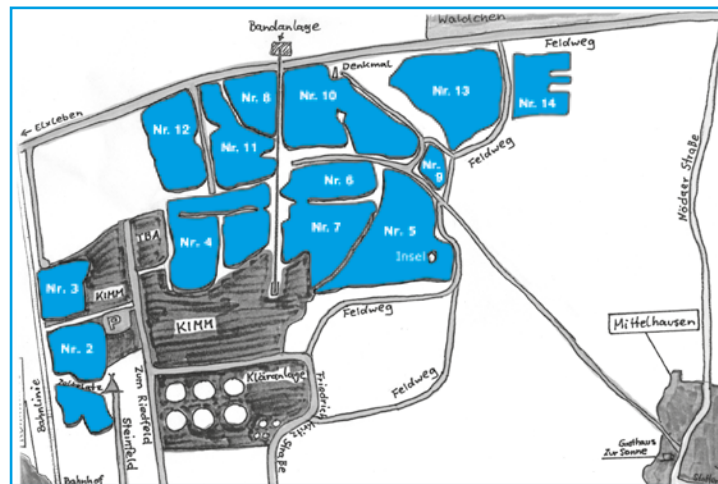 Wäldchen
Bandanlage
Feldweg
Denkmal
Nr. 8
Nr. 10
Nr. 13
Nr. 14
← Elxleben
Nr. 12
Nr. 11
Feldweg
Nr. 9
Nr. 6
Nödaer Straße
TBA
Nr. 4
Nr. 7
Nr. 5
Insel
Nr. 3
KIMM
KIMM
P
Feldweg
Mittelhausen
Nr. 2
Kläranlage
Feldweg
Bahnlinie
Zum Riedfeld
Steinfeld
Friedrich-Kritz Straße
Gasthaus
Zur Sonne
Bahnhof